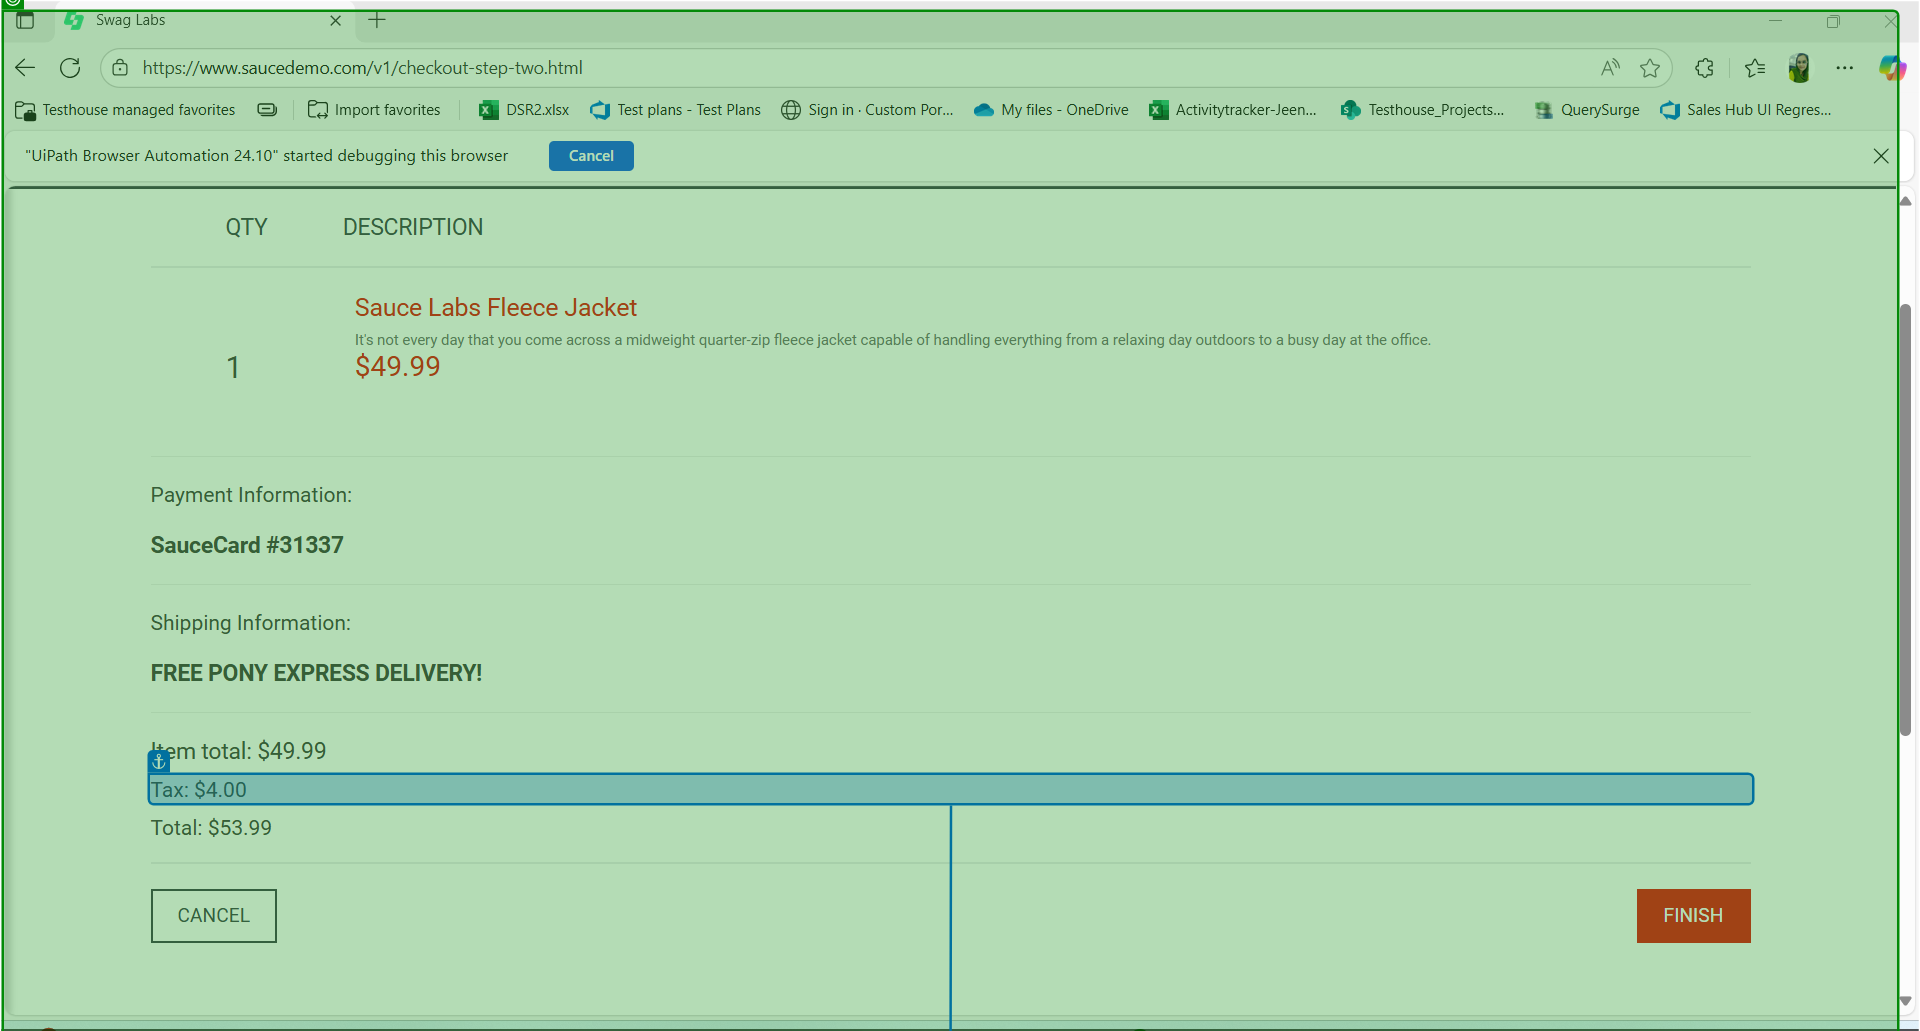 Swag Labs
https://www.saucedemo.com/v1/checkout-step-two.html
Testhouse managed favorites
Import favorites
DSR2.xlsx
Test plans - Test Plans
Sign in · Custom Por...
My files - OneDrive
Activitytracker-Jeen...
Testhouse_Projects...
QuerySurge
Sales Hub UI Regres...
"UiPath Browser Automation 24.10" started debugging this browser
Cancel
QTY DESCRIPTION
Sauce Labs Fleece Jacket
It's not every day that you come across a midweight quarter-zip fleece jacket capable of handling everything from a relaxing day outdoors to a busy day at the office.
1 $49.99
Payment Information:
SauceCard #31337
Shipping Information:
FREE PONY EXPRESS DELIVERY!
Item total: $49.99
Tax: $4.00
Total: $53.99
CANCEL
FINISH